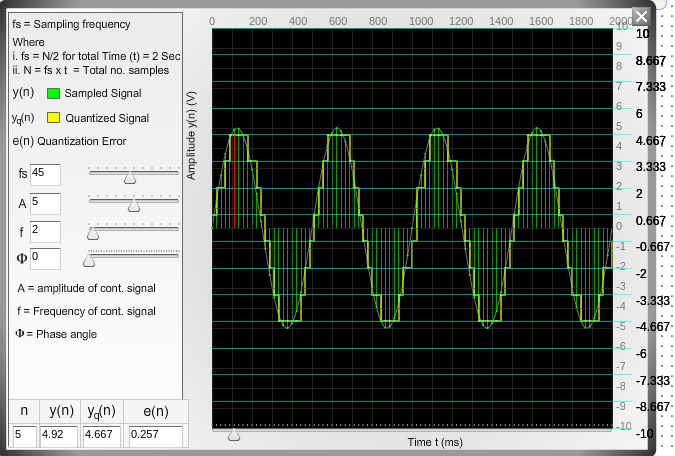 fs = Sampling frequency
Where
i. fs = N/2 for total Time (t) = 2 Sec
ii. N = fs x t = Total no. samples
y(n) Sampled Signal
yq(n) Quantized Signal
e(n) Quantization Error
fs 45
A 5
f 2
Φ 0
A = amplitude of cont. signal
f = Frequency of cont. signal
Φ = Phase angle
n y(n) yq(n) e(n)
5 4.92 4.667 0.257
0 200 400 600 800 1000 1200 1400 1600 1800 2000
Amplitude y(n) (V)
10
9
8
7
6
5
4
3
2
1
0
-1
-2
-3
-4
-5
-6
-7
-8
-9
-10
10
8.667
7.333
6
4.667
3.333
2
0.667
-0.667
-2
-3.333
-4.667
-6
-7.333
-8.667
-10
Time t (ms)